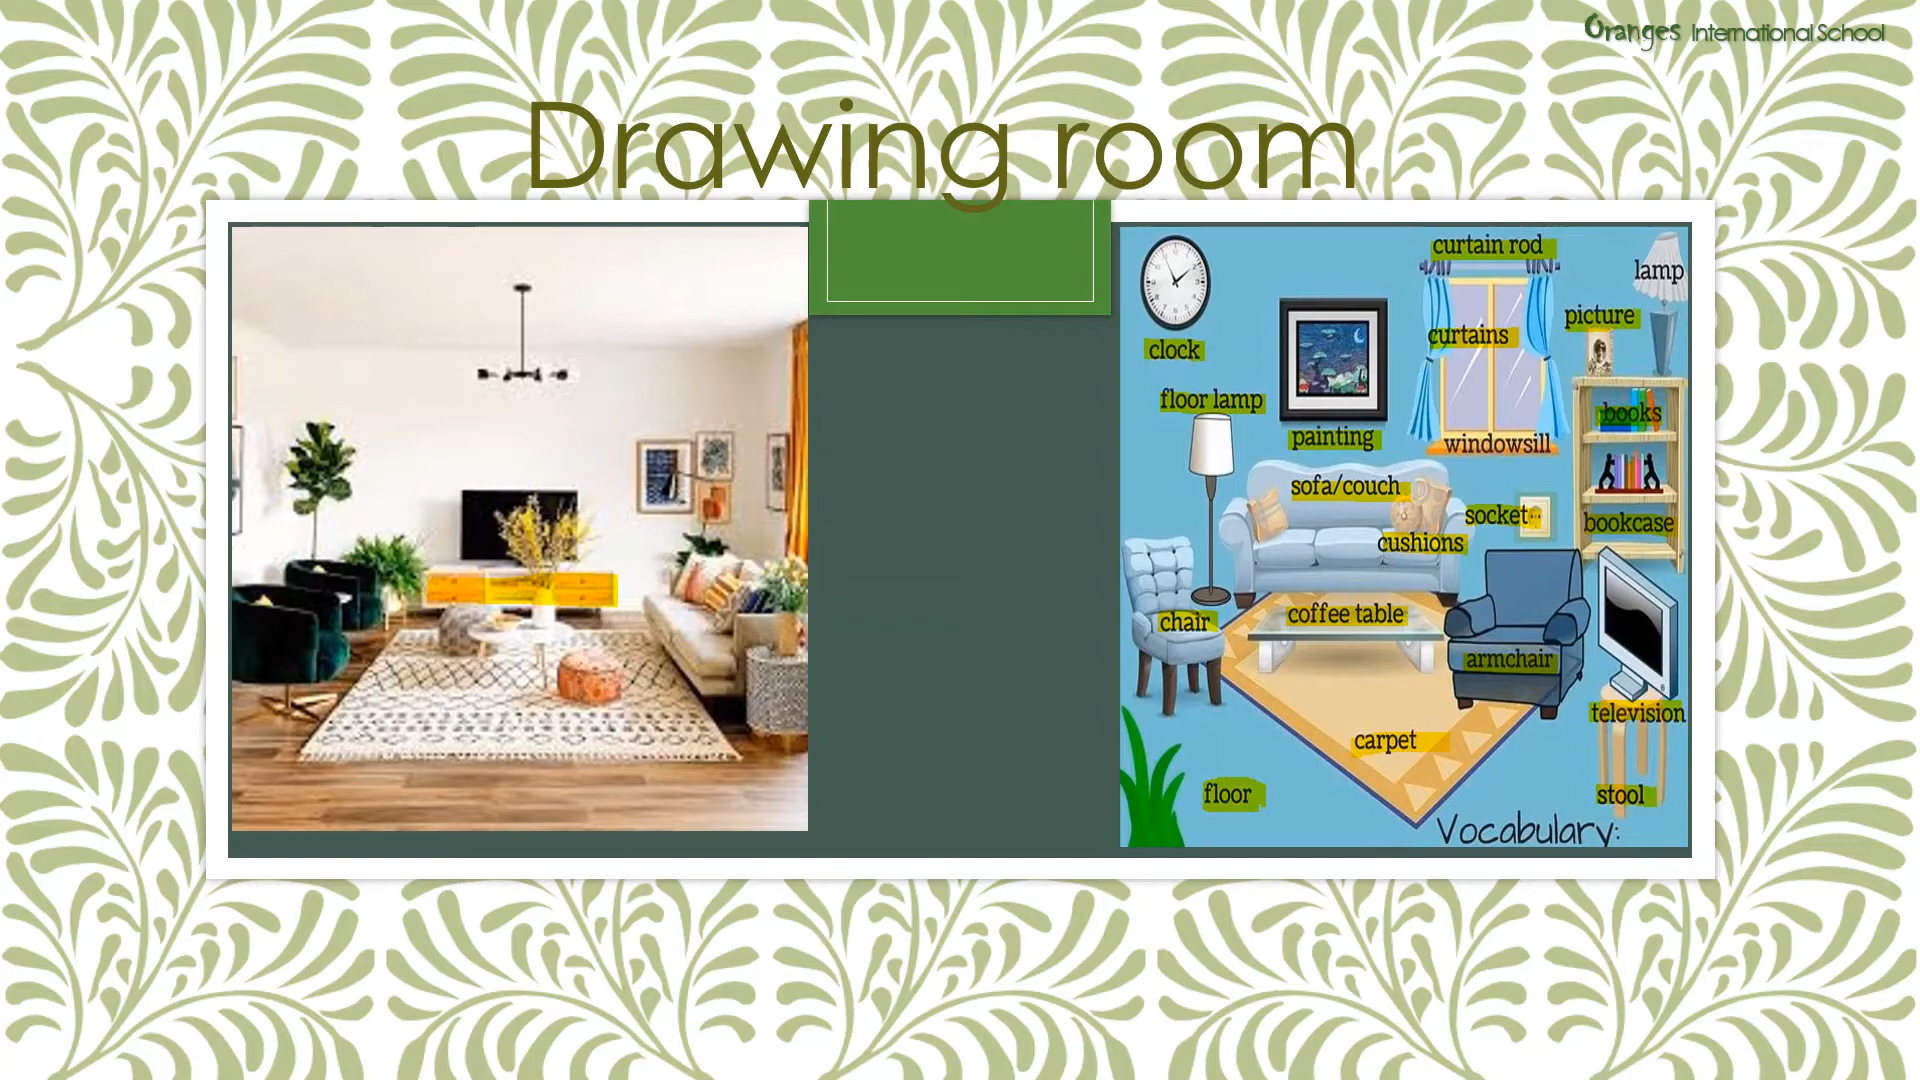 Oranges International School
Drawing room
curtain rod
lamp
picture
curtains
clock
floor lamp
books
painting
windowsill
sofa/couch
socket
bookcase
cushions
coffee table
chair
armchair
television
carpet
floor
stool
Vocabulary: